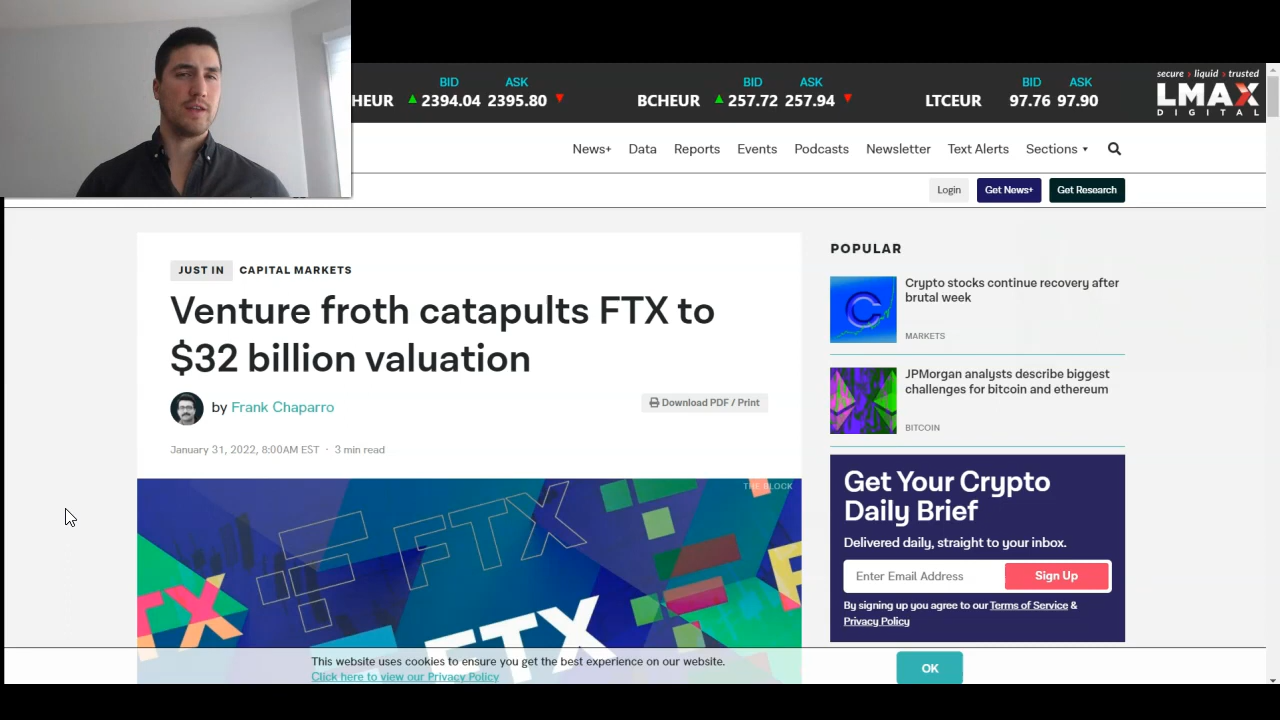 BID ASK
HEUR 2394.04 2395.80
BID ASK
BCHEUR 257.72 257.94
BID ASK
LTCEUR 97.76 97.90
secure liquid trusted
LMAX
DIGITAL
News+ Data Reports Events Podcasts Newsletter Text Alerts Sections
Login Get News+ Get Research
JUST IN CAPITAL MARKETS
Venture froth catapults FTX to
$32 billion valuation
by Frank Chaparro
Download PDF / Print
January 31, 2022, 8:00AM EST · 3 min read
THE BLOCK
FTX
FTX
FTX
POPULAR
Crypto stocks continue recovery after
brutal week
MARKETS
JPMorgan analysts describe biggest
challenges for bitcoin and ethereum
BITCOIN
Get Your Crypto
Daily Brief
Delivered daily, straight to your inbox.
Enter Email Address Sign Up
By signing up you agree to our Terms of Service &
Privacy Policy
This website uses cookies to ensure you get the best experience on our website.
Click here to view our Privacy Policy
OK